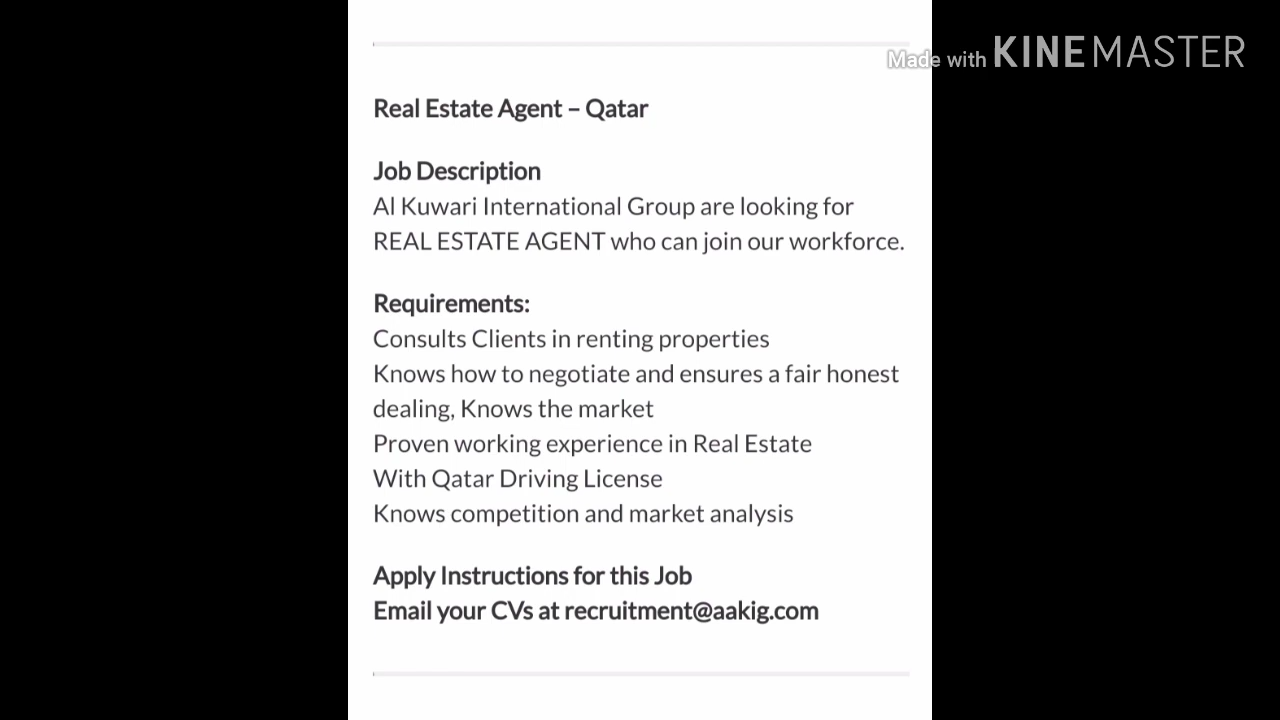 Made with KINEMASTER
Real Estate Agent – Qatar
Job Description
Al Kuwari International Group are looking for
REAL ESTATE AGENT who can join our workforce.
Requirements:
Consults Clients in renting properties
Knows how to negotiate and ensures a fair honest
dealing, Knows the market
Proven working experience in Real Estate
With Qatar Driving License
Knows competition and market analysis
Apply Instructions for this Job
Email your CVs at recruitment@aakig.com